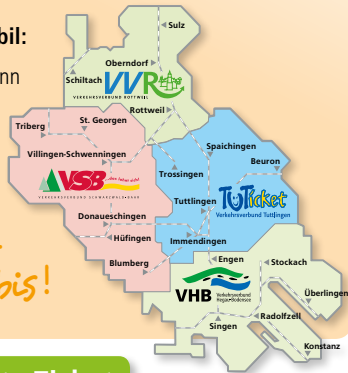 bil:
nn
Sulz
Oberndorf
Schiltach
VVR
VERKEHRSVERBUND ROTTWEIL
Rottweil
Triberg
St. Georgen
Villingen-Schwenningen
Spaichingen
Beuron
Trossingen
VSB
VERKEHRSVERBUND SCHWARZWALD-BAAR
Tuttlingen
TUTicket
Verkehrsverbund Tuttlingen
Donaueschingen
Hüfingen
Immendingen
Blumberg
Engen
Stockach
VHB
Verkehrsverbund
Hegau-Bodensee
Überlingen
Singen
Radolfzell
Konstanz
bis!